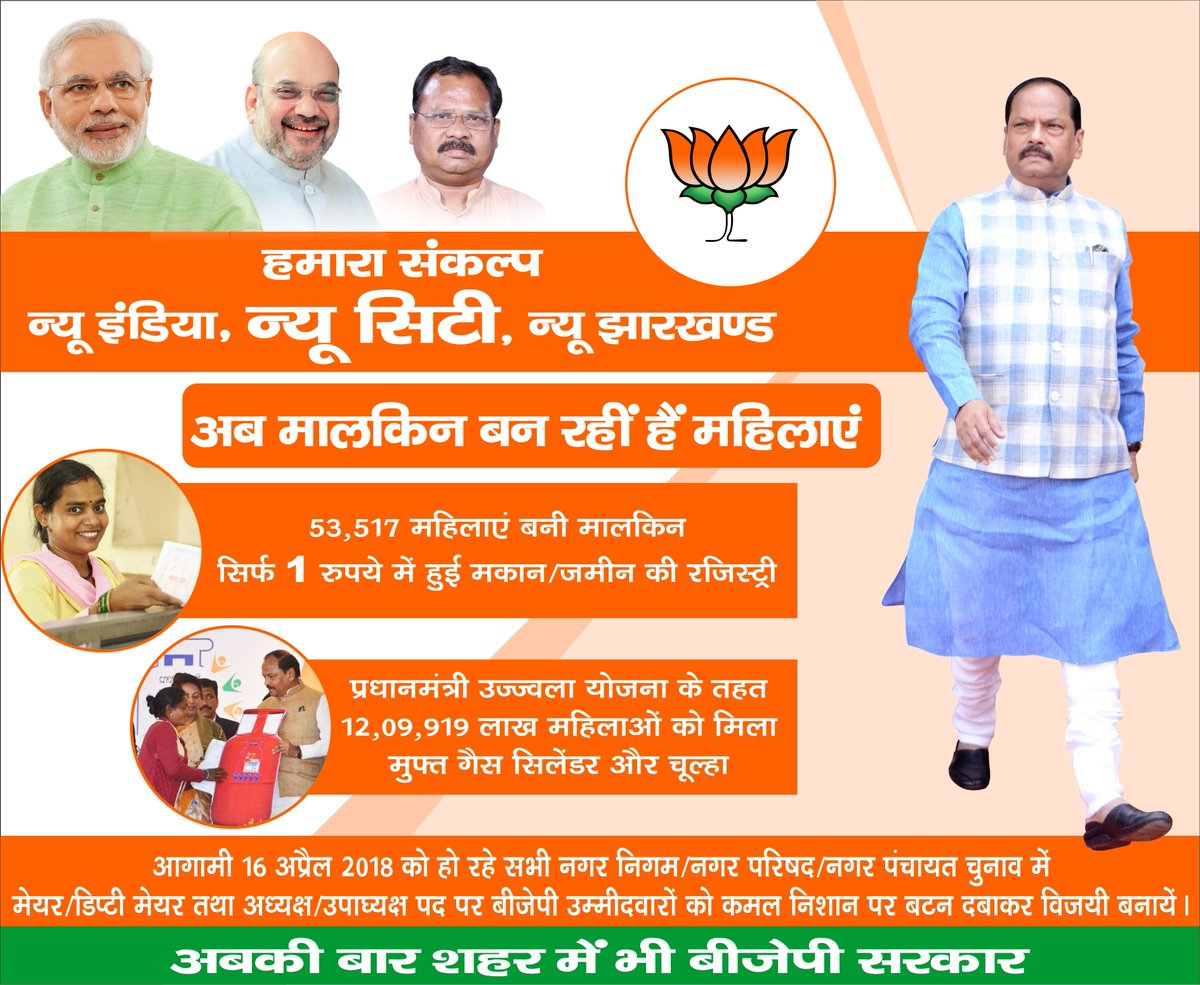 हमारा संकल्प
न्यू इंडिया, न्यू सिटी, न्यू झारखण्ड
अब मालकिन बन रहीं हैं महिलाएं
53,517 महिलाएं बनी मालकिन
सिर्फ 1 रुपये में हुई मकान/जमीन की रजिस्ट्री
प्रधानमंत्री उज्ज्वला योजना के तहत
12,09,919 लाख महिलाओं को मिला
मुफ्त गैस सिलेंडर और चूल्हा
आगामी 16 अप्रैल 2018 को हो रहे सभी नगर निगम/नगर परिषद/नगर पंचायत चुनाव में
मेयर/डिप्टी मेयर तथा अध्यक्ष/उपाध्यक्ष पद पर बीजेपी उम्मीदवारों को कमल निशान पर बटन दबाकर विजयी बनायें।
अबकी बार शहर में भी बीजेपी सरकार